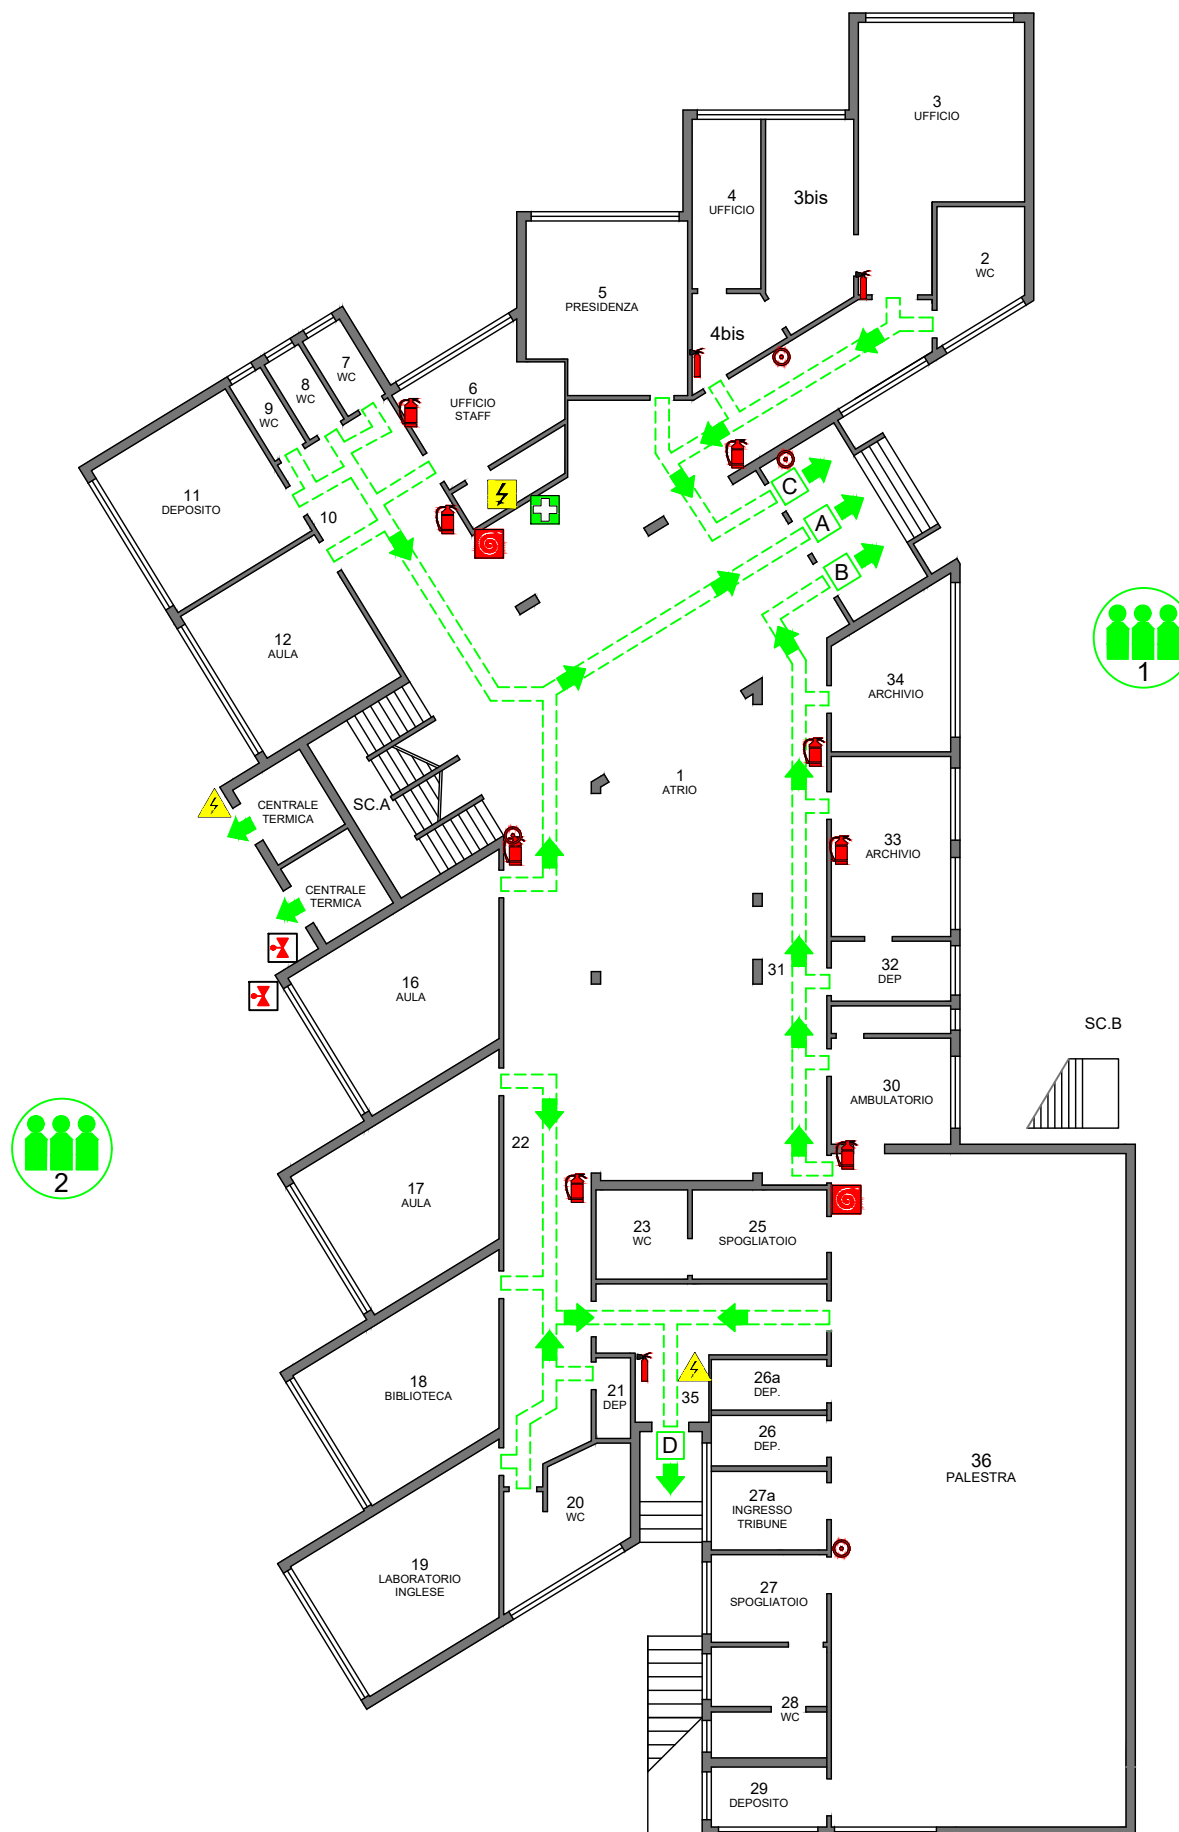 3
UFFICIO
4
UFFICIO
3bis
2
WC
5
PRESIDENZA
4bis
7
WC
8
WC
9
WC
6
UFFICIO
STAFF
11
DEPOSITO
10
C
A
B
12
AULA
1
34
ARCHIVIO
1
ATRIO
CENTRALE
TERMICA
SC.A
33
ARCHIVIO
CENTRALE
TERMICA
16
AULA
31
32
DEP
SC.B
30
AMBULATORIO
22
2
17
AULA
23
WC
25
SPOGLIATOIO
18
BIBLIOTECA
21
DEP
35
26a
DEP.
26
DEP.
D
36
PALESTRA
27a
INGRESSO
TRIBUNE
20
WC
19
LABORATORIO
INGLESE
27
SPOGLIATOIO
28
WC
29
DEPOSITO